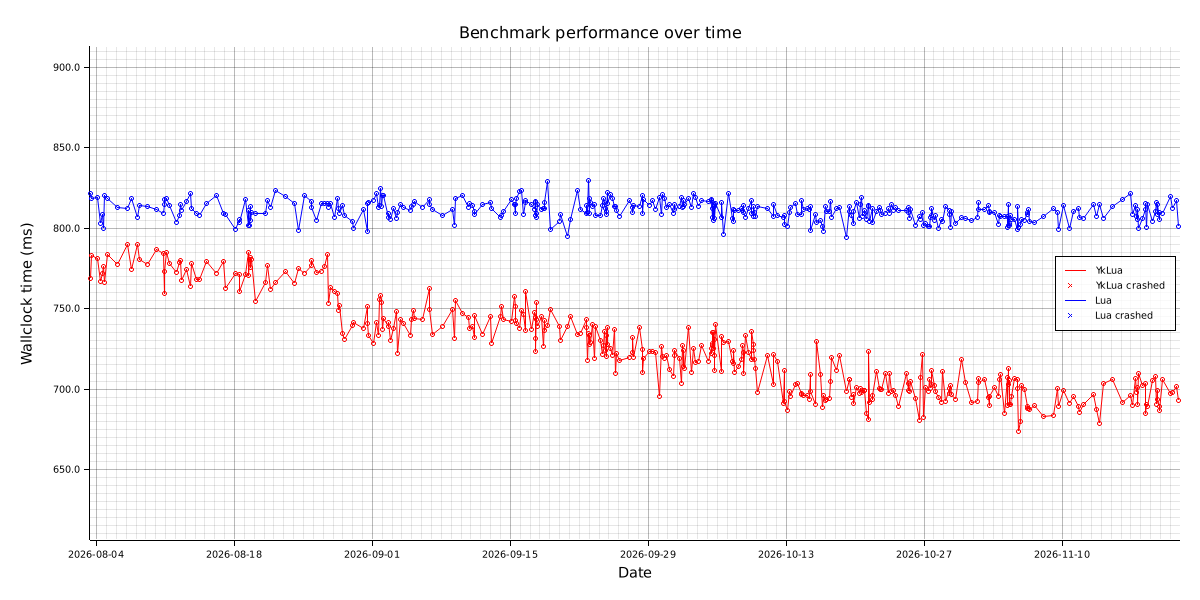 Benchmark performance over time
Wallclock time (ms)
900.0
850.0
800.0
750.0
700.0
650.0
YkLua
YkLua crashed
Lua
Lua crashed
2026-08-04
2026-08-18
2026-09-01
2026-09-15
2026-09-29
2026-10-13
2026-10-27
2026-11-10
Date